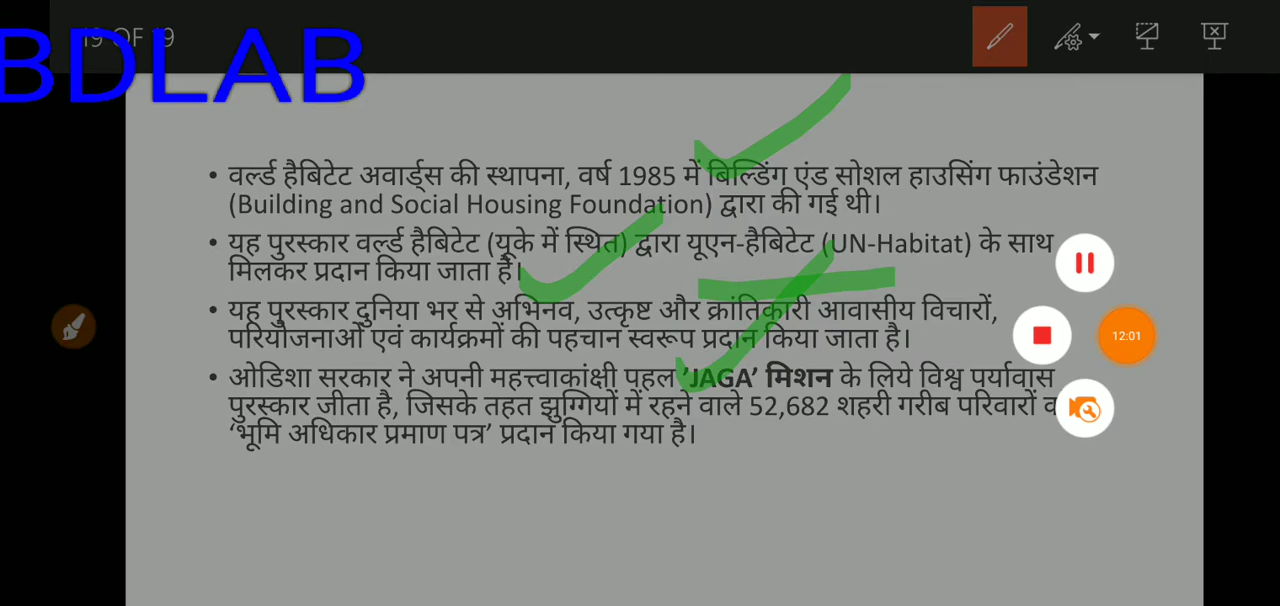 19 OF 19
BDLAB
• वर्ल्ड हैबिटेट अवार्ड्स की स्थापना, वर्ष 1985 में बिल्डिंग एंड सोशल हाउसिंग फाउंडेशन
(Building and Social Housing Foundation) द्वारा की गई थी।
• यह पुरस्कार वर्ल्ड हैबिटेट (यूके में स्थित) द्वारा यूएन-हैबिटेट (UN-Habitat) के साथ
मिलकर प्रदान किया जाता है।
• यह पुरस्कार दुनिया भर से अभिनव, उत्कृष्ट और क्रांतिकारी आवासीय विचारों,
परियोजनाओं एवं कार्यक्रमों की पहचान स्वरूप प्रदान किया जाता है।
• ओडिशा सरकार ने अपनी महत्त्वाकांक्षी पहल 'JAGA' मिशन के लिये विश्व पर्यावास
पुरस्कार जीता है, जिसके तहत झुग्गियों में रहने वाले 52,682 शहरी गरीब परिवारों
'भूमि अधिकार प्रमाण पत्र' प्रदान किया गया है।
12:01